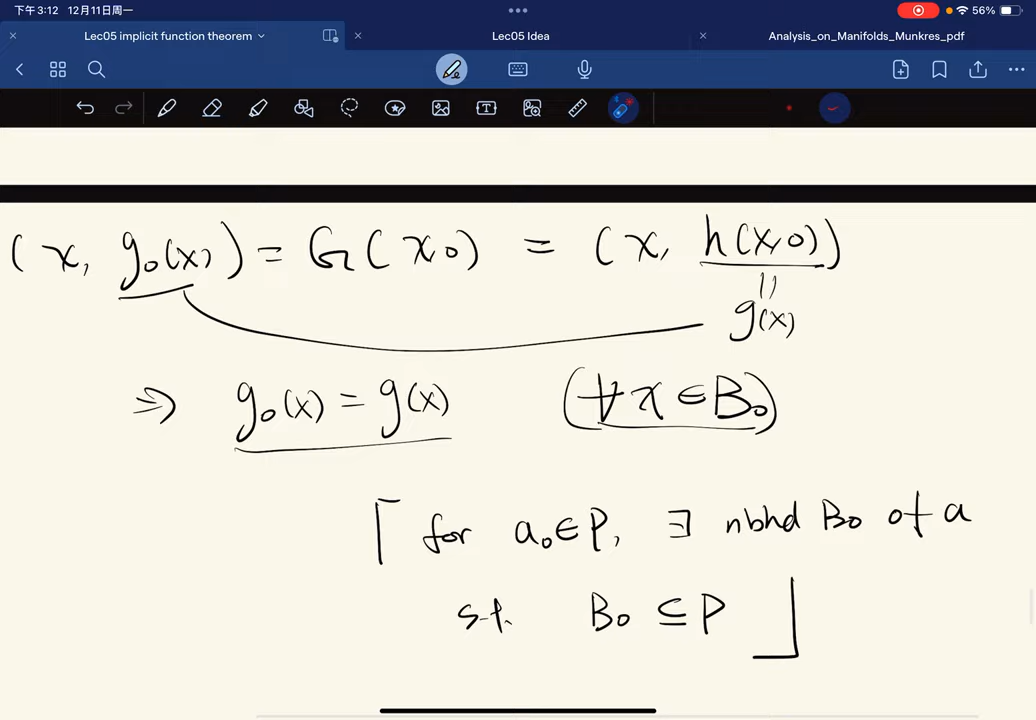 下午3:12 12月11日周一
56%
Lec05 implicit function theorem
Lec05 Idea
Analysis_on_Manifolds_Munkres_pdf
(x, g₀(x)) = G(x,0) = (x, h(x,0))
||
g(x)
⇒ g₀(x) = g(x) (∀x∈B₀)
⌈ for a₀∈P, ∃ nbhd B₀ of a
s.t. B₀ ⊆ P ⌋